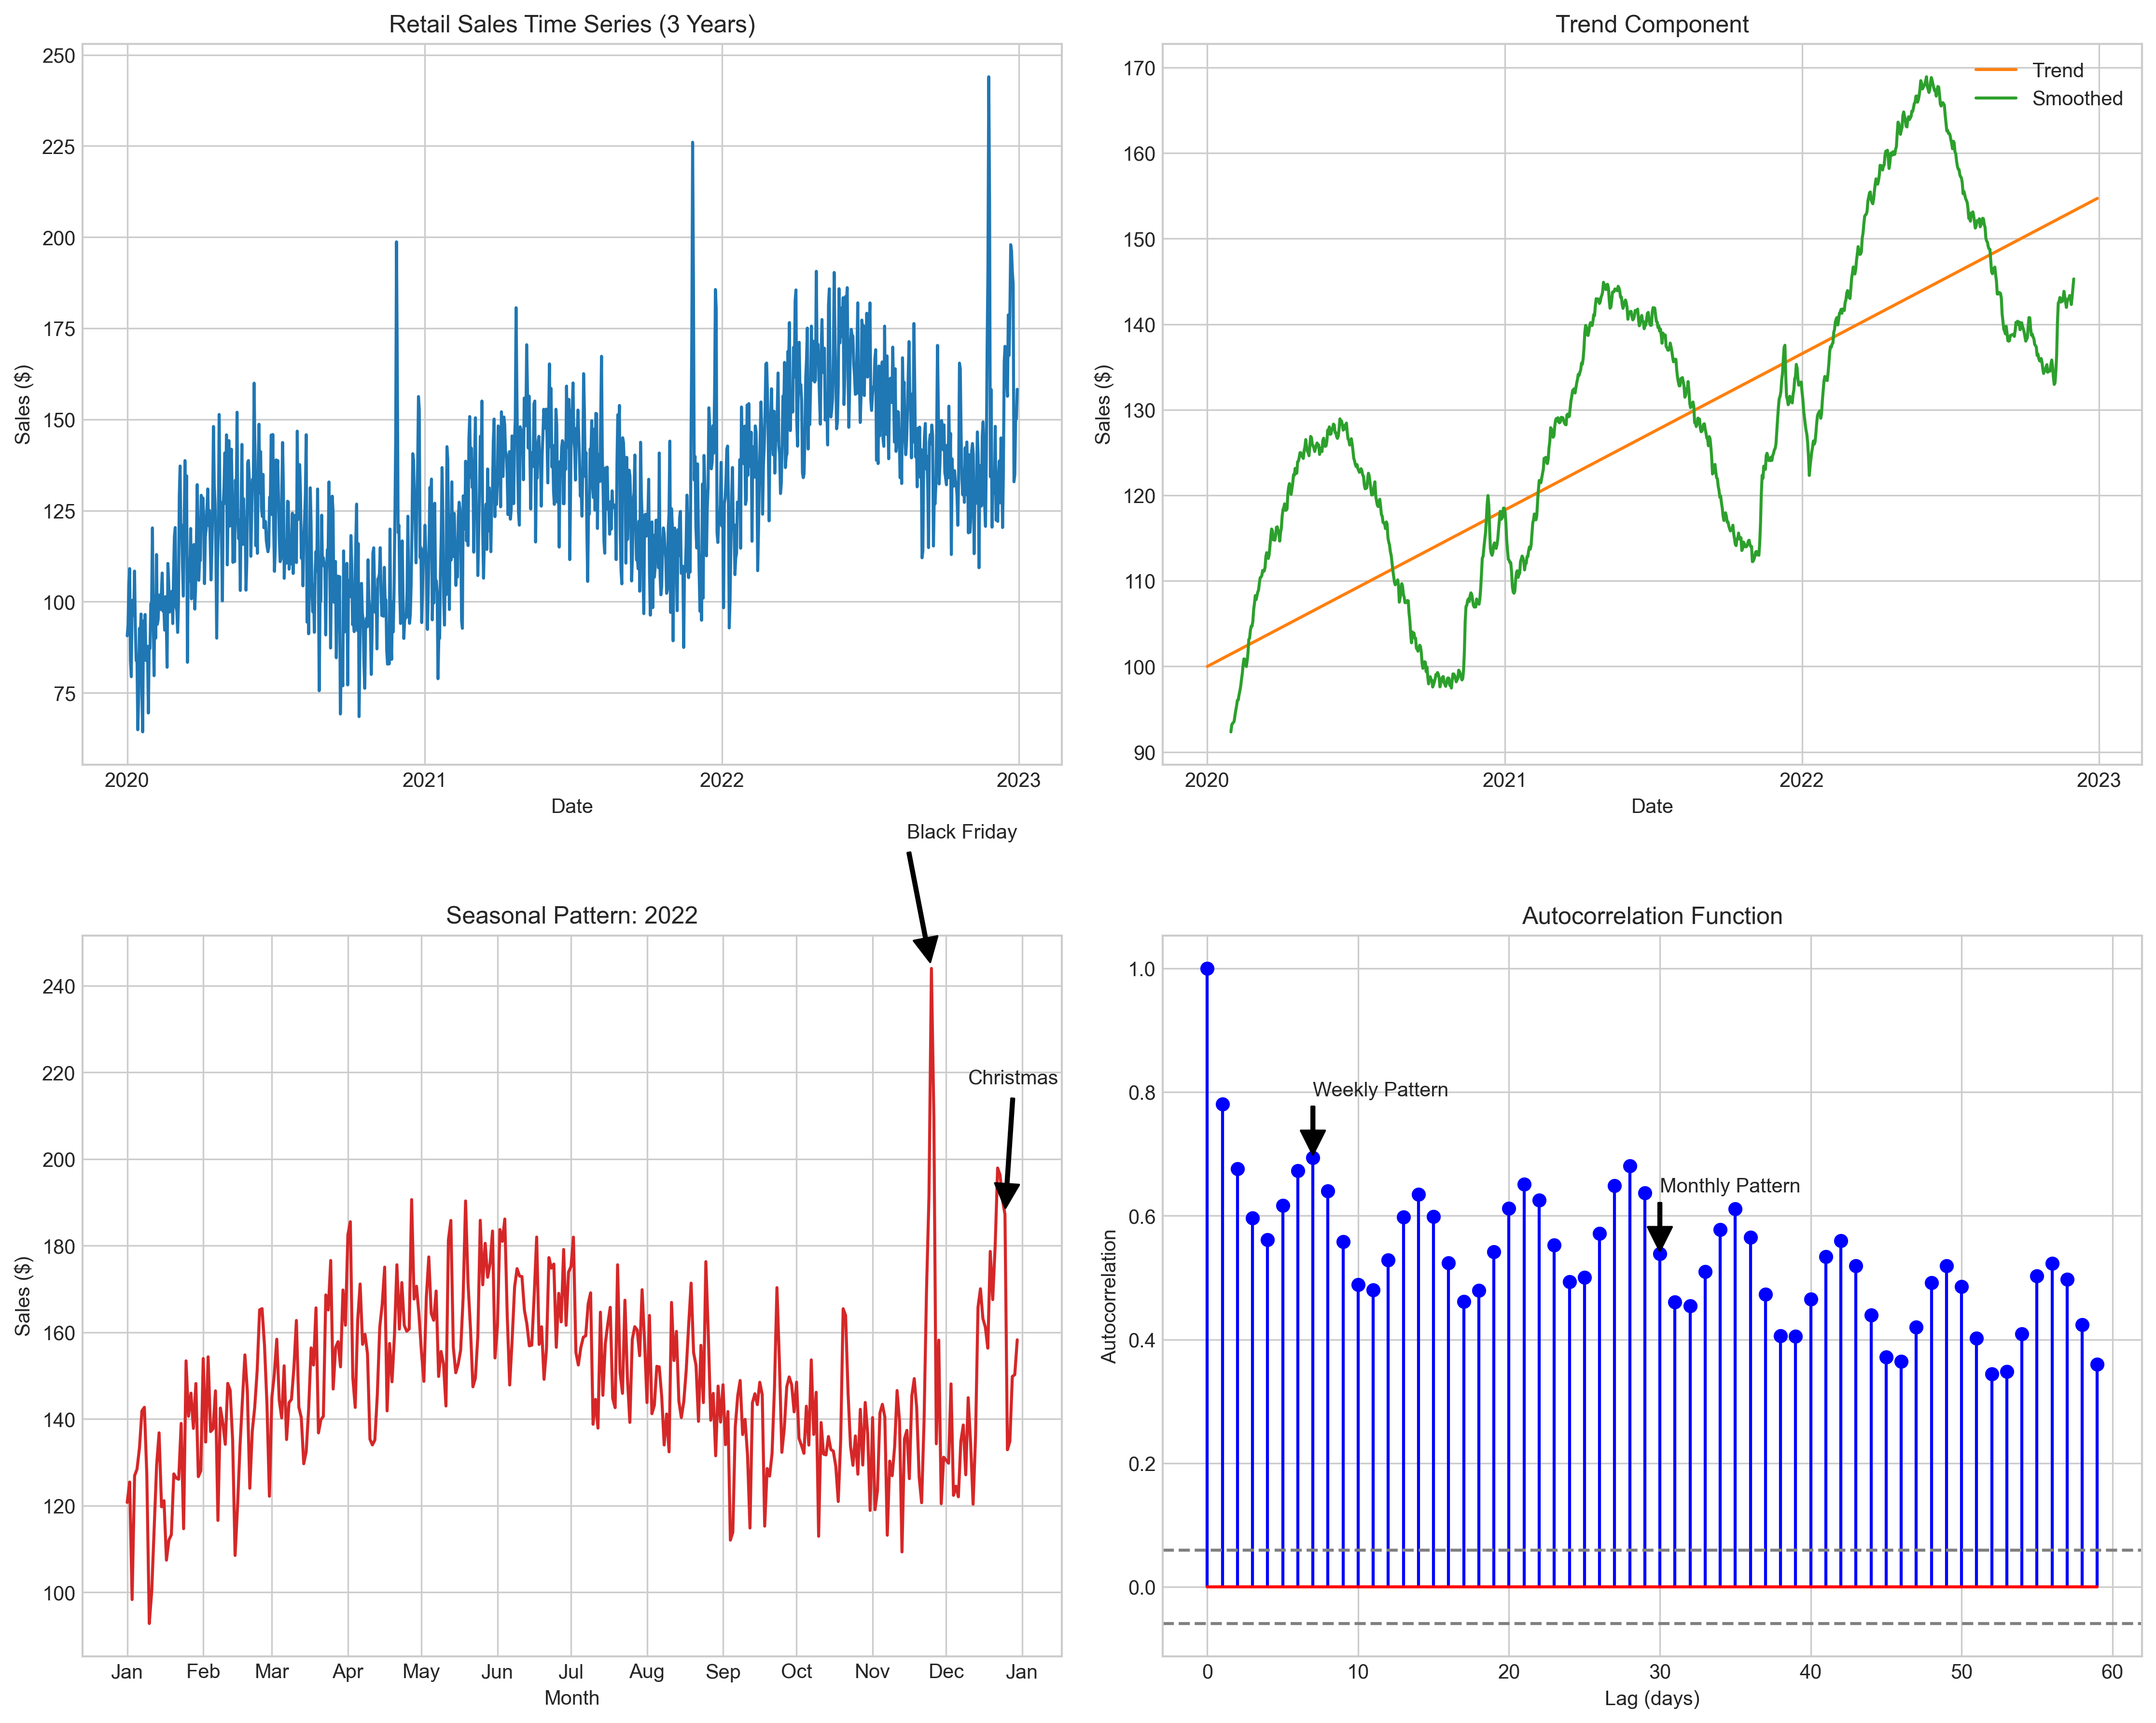 Retail Sales Time Series (3 Years)
250
225
200
175
150
125
100
75
Sales ($)
2020
2021
2022
2023
Date
Trend Component
Trend
Smoothed
170
160
150
140
130
120
110
100
90
Sales ($)
2020
2021
2022
2023
Date
Black Friday
Seasonal Pattern: 2022
Christmas
240
220
200
180
160
140
120
100
Sales ($)
Jan
Feb
Mar
Apr
May
Jun
Jul
Aug
Sep
Oct
Nov
Dec
Jan
Month
Autocorrelation Function
Weekly Pattern
Monthly Pattern
1.0
0.8
0.6
0.4
0.2
0.0
Autocorrelation
0
10
20
30
40
50
60
Lag (days)